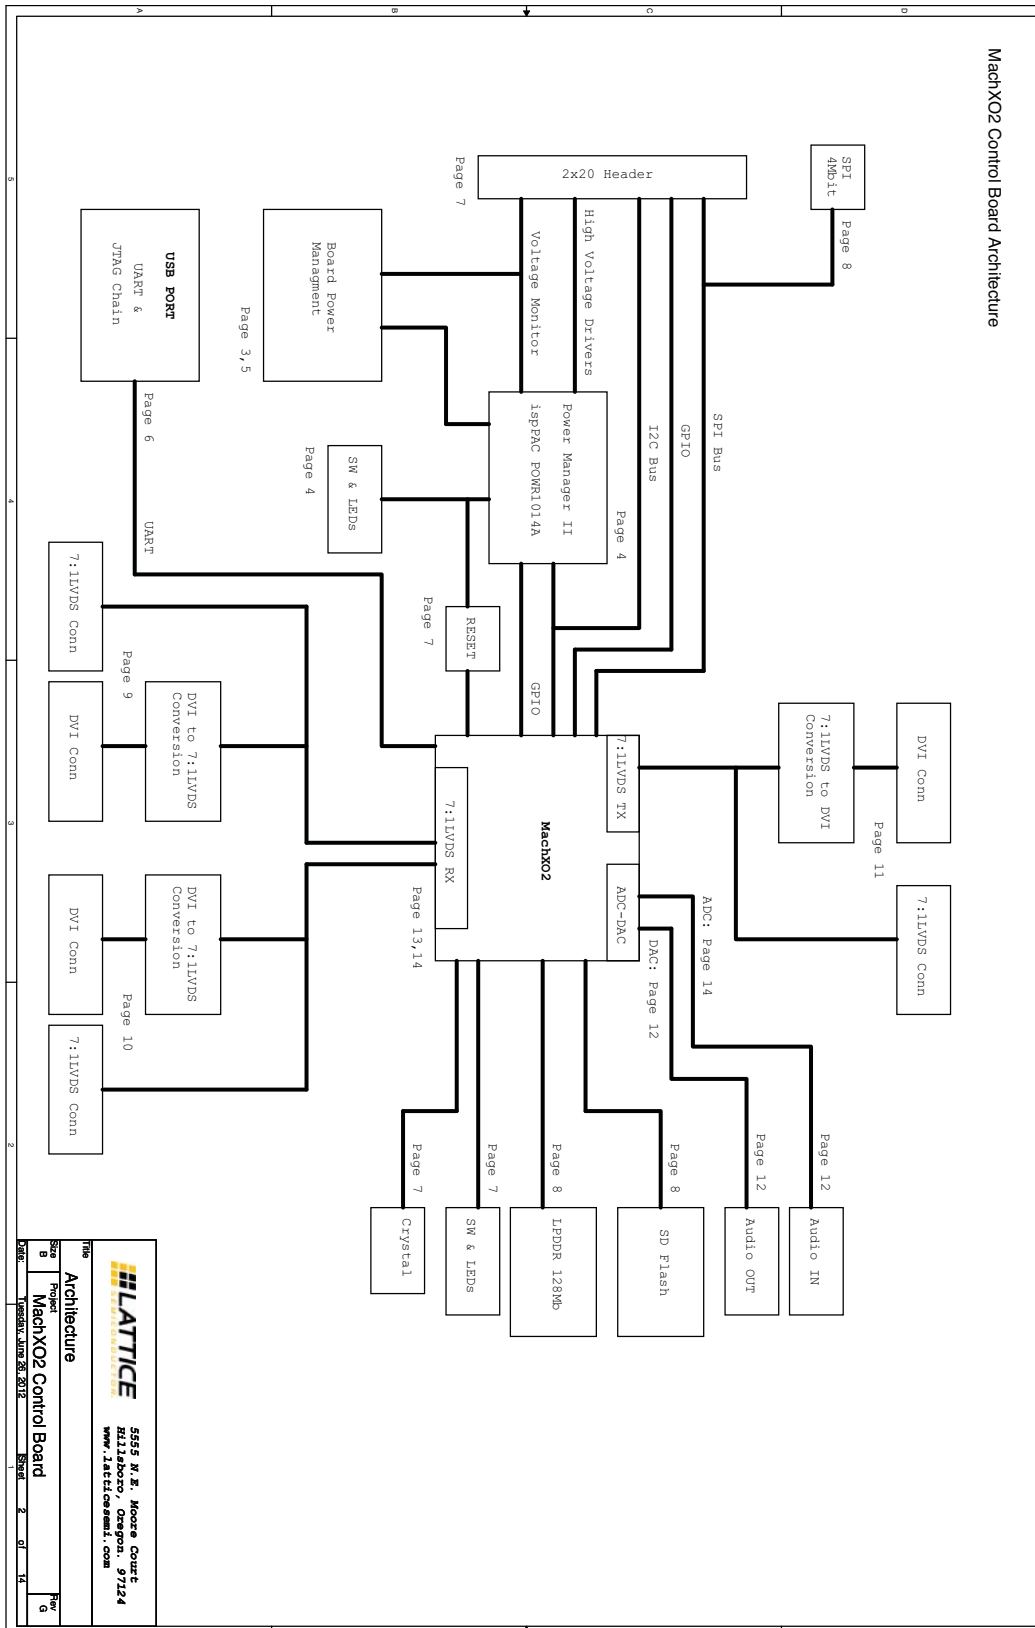 MachXO2 Control Board Architecture
D
C
B
A
5
4
3
2
1
SPI
4Mbit
Page 8
2x20 Header
Page 7
High Voltage Drivers
Voltage Monitor
Board Power
Managment
Page 3,5
USB PORT
UART &
JTAG Chain
Page 6
UART
SPI Bus
GPIO
I2C Bus
Power Manager II
ispPAC POWR1014A
Page 4
SW & LEDs
Page 4
RESET
Page 7
GPIO
7:1LVDS Conn
Page 9
DVI to 7:1LVDS
Conversion
DVI Conn
7:1LVDS TX
MachXO2
7:1LVDS RX
ADC-DAC
Page 13,14
7:1LVDS to DVI
Conversion
DVI Conn
Page 11
7:1LVDS Conn
ADC: Page 14
DAC: Page 12
DVI to 7:1LVDS
Conversion
DVI Conn
Page 10
7:1LVDS Conn
Page 12
Audio IN
Page 12
Audio OUT
Page 8
SD Flash
Page 8
LPDDR 128Mb
Page 7
SW & LEDs
Page 7
Crystal
LATTICE
SEMICONDUCTOR
5555 N.E. Moore Court
Hillsboro, Oregon. 97124
www.latticesemi.com
Title
Architecture
Size
B
Project
MachXO2 Control Board
Rev
G
Date:
Tuesday, June 26, 2012
Sheet
2
of
14